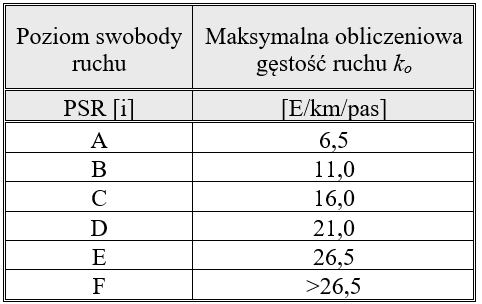 Poziom swobody ruchu
Maksymalna obliczeniowa gęstość ruchu kₒ
PSR [i]
[E/km/pas]
A
6,5
B
11,0
C
16,0
D
21,0
E
26,5
F
>26,5